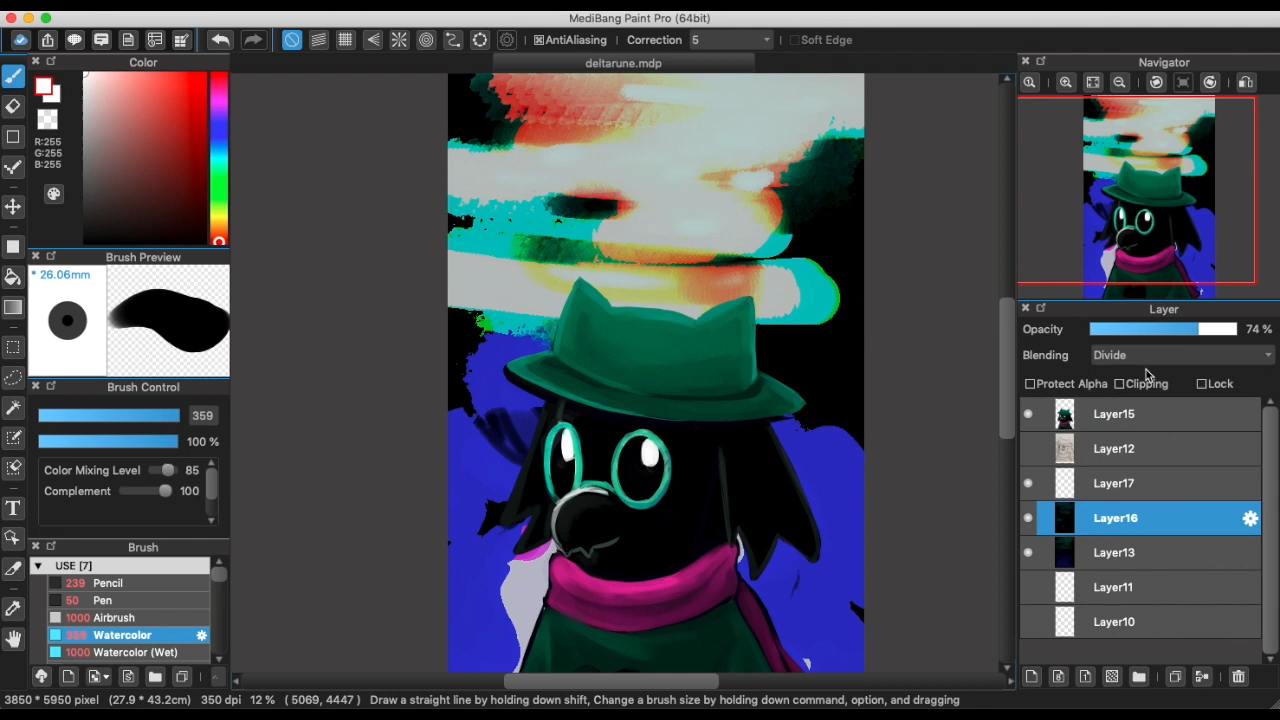 MediBang Paint Pro (64bit)
AntiAliasing Correction 5 Soft Edge
Color
deltarune.mdp
Navigator
R:255
G:255
B:255
Brush Preview
* 26.06mm
Layer
Opacity 74 %
Blending Divide
Protect Alpha Clipping Lock
Brush Control
359
100 %
Color Mixing Level 85
Complement 100
Layer15
Layer12
Layer17
Layer16
Layer13
Layer11
Layer10
Brush
USE [7]
239 Pencil
50 Pen
1000 Airbrush
359 Watercolor
1000 Watercolor (Wet)
3850 * 5950 pixel (27.9 * 43.2cm) 350 dpi 12 % ( 5069, 4447 ) Draw a straight line by holding down shift, Change a brush size by holding down command, option, and dragging